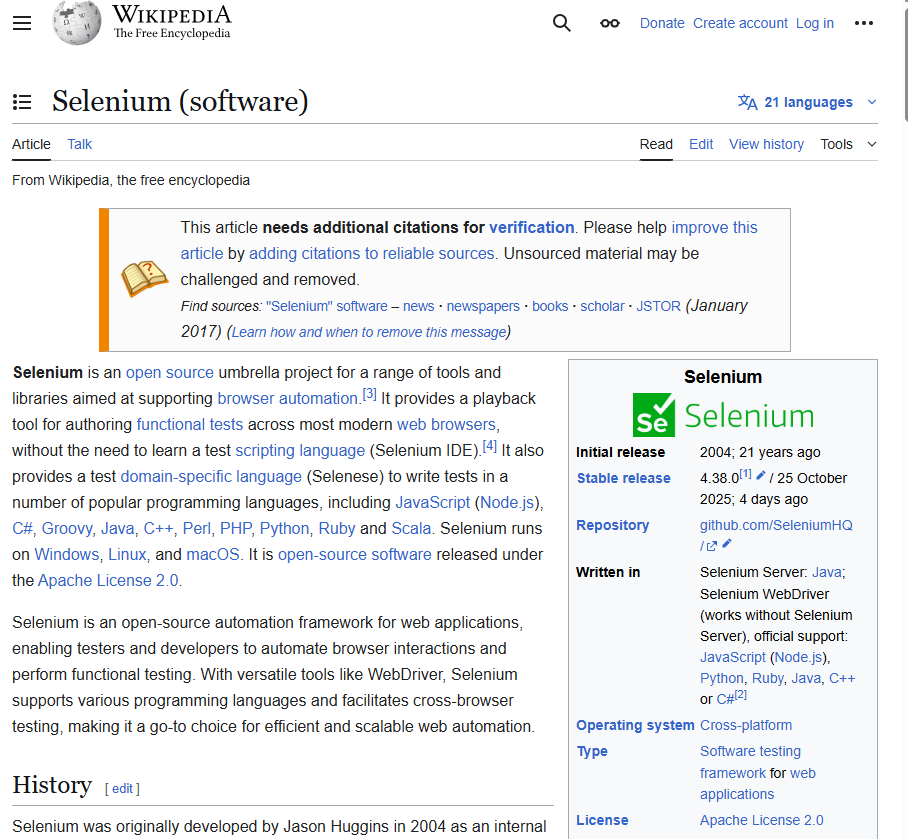 WIKIPEDIA
The Free Encyclopedia
Donate Create account Log in
Selenium (software)
21 languages
Article Talk
Read Edit View history Tools
From Wikipedia, the free encyclopedia
This article needs additional citations for verification. Please help improve this
article by adding citations to reliable sources. Unsourced material may be
challenged and removed.
Find sources: "Selenium" software – news · newspapers · books · scholar · JSTOR (January
2017) (Learn how and when to remove this message)
Selenium is an open source umbrella project for a range of tools and
libraries aimed at supporting browser automation.[3] It provides a playback
tool for authoring functional tests across most modern web browsers,
without the need to learn a test scripting language (Selenium IDE).[4] It also
provides a test domain-specific language (Selenese) to write tests in a
number of popular programming languages, including JavaScript (Node.js),
C#, Groovy, Java, C++, Perl, PHP, Python, Ruby and Scala. Selenium runs
on Windows, Linux, and macOS. It is open-source software released under
the Apache License 2.0.
Selenium is an open-source automation framework for web applications,
enabling testers and developers to automate browser interactions and
perform functional testing. With versatile tools like WebDriver, Selenium
supports various programming languages and facilitates cross-browser
testing, making it a go-to choice for efficient and scalable web automation.
History [ edit ]
Selenium was originally developed by Jason Huggins in 2004 as an internal
Selenium
Se Selenium
Initial release 2004; 21 years ago
Stable release 4.38.0[1] / 25 October
2025; 4 days ago
Repository github.com/SeleniumHQ
/
Written in Selenium Server: Java;
Selenium WebDriver
(works without Selenium
Server), official support:
JavaScript (Node.js),
Python, Ruby, Java, C++
or C#[2]
Operating system Cross-platform
Type Software testing
framework for web
applications
License Apache License 2.0